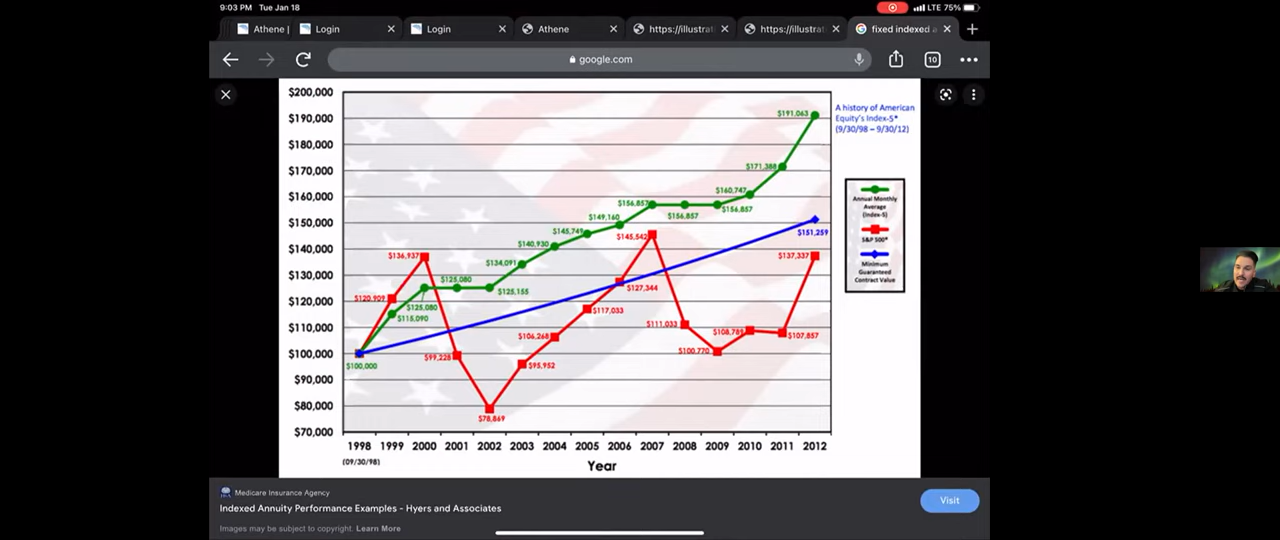 9:03 PM Tue Jan 18
LTE 75%
Athene |
Login
Login
Athene
https://illustrat
https://illustrat
fixed indexed a
google.com
10
$200,000
$190,000
$180,000
$170,000
$160,000
$150,000
$140,000
$130,000
$120,000
$110,000
$100,000
$90,000
$80,000
$70,000
$191,063
$171,388
$160,747
$156,857
$156,857
$156,857
$149,160
$145,749
$145,542
$140,930
$134,091
$136,937
$125,080
$125,155
$125,080
$120,909
$115,090
$127,344
$117,033
$111,033
$106,268
$108,789
$107,857
$100,770
$99,228
$95,952
$100,000
$78,869
$151,259
$137,337
1998 1999 2000 2001 2002 2003 2004 2005 2006 2007 2008 2009 2010 2011 2012
(09/30/98)
Year
A history of American
Equity's Index-5*
(9/30/98 – 9/30/12)
Annual Monthly
Average
(Index-5)
S&P 500*
Minimum
Guaranteed
Contract Value
Medicare Insurance Agency
Indexed Annuity Performance Examples - Hyers and Associates
Visit
Images may be subject to copyright. Learn More